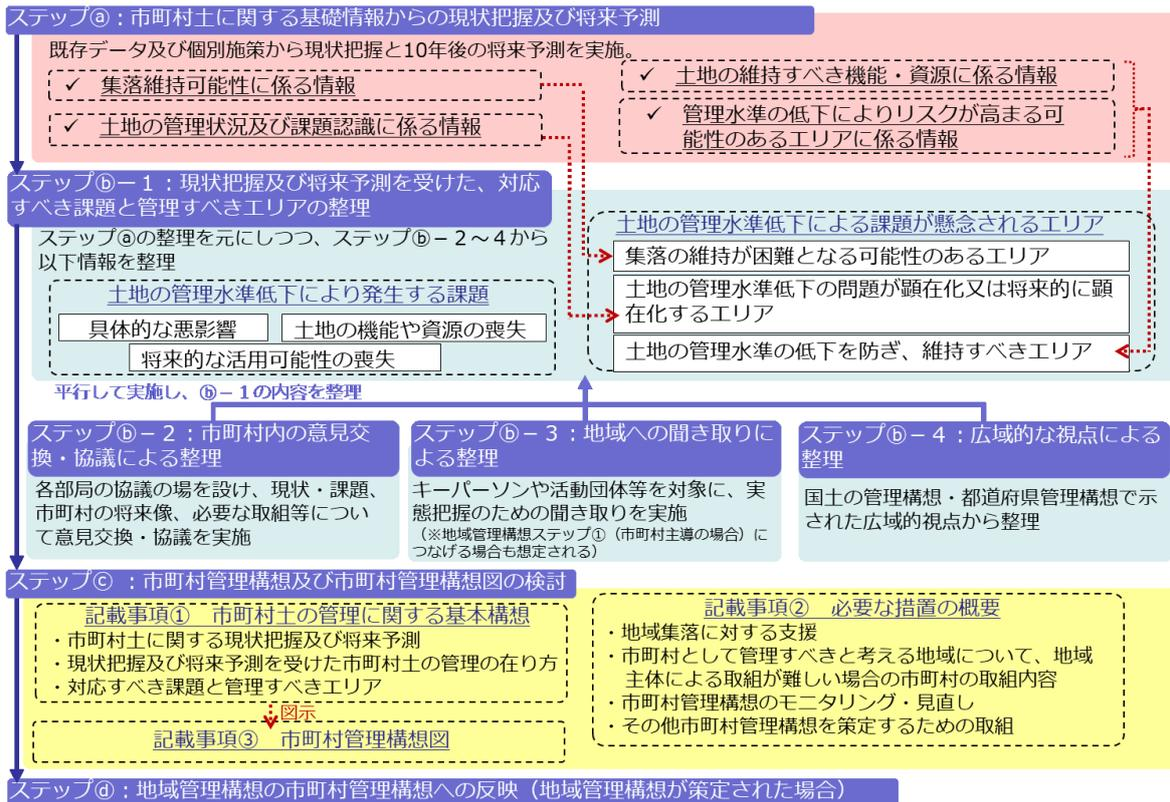 ステップⓐ：市町村土に関する基礎情報からの現状把握及び将来予測
既存データ及び個別施策から現状把握と10年後の将来予測を実施。
✓ 集落維持可能性に係る情報
✓ 土地の管理状況及び課題認識に係る情報
✓ 土地の維持すべき機能・資源に係る情報
✓ 管理水準の低下によりリスクが高まる可
能性のあるエリアに係る情報
ステップⓑ－１：現状把握及び将来予測を受けた、対応
すべき課題と管理すべきエリアの整理
ステップⓐの整理を元にしつつ、ステップⓑ－２～４から
以下情報を整理
土地の管理水準低下により発生する課題
具体的な悪影響
土地の機能や資源の喪失
将来的な活用可能性の喪失
土地の管理水準低下による課題が懸念されるエリア
集落の維持が困難となる可能性のあるエリア
土地の管理水準低下の問題が顕在化又は将来的に顕
在化するエリア
土地の管理水準の低下を防ぎ、維持すべきエリア
平行して実施し、ⓑ－１の内容を整理
ステップⓑ－２：市町村内の意見交
換・協議による整理
各部局の協議の場を設け、現状・課題、
市町村の将来像、必要な取組等につい
て意見交換・協議を実施
ステップⓑ－３：地域への聞き取りに
よる整理
キーパーソンや活動団体等を対象に、実
態把握のための聞き取りを実施
（※地域管理構想ステップ①（市町村主導の場合）に
つなげる場合も想定される）
ステップⓑ－４：広域的な視点による
整理
国土の管理構想・都道府県管理構想で示
された広域的視点から整理
ステップⓒ ：市町村管理構想及び市町村管理構想図の検討
記載事項①　市町村土の管理に関する基本構想
・市町村土に関する現状把握及び将来予測
・現状把握及び将来予測を受けた市町村土の管理の在り方
・対応すべき課題と管理すべきエリア
図示
記載事項③　市町村管理構想図
記載事項②　必要な措置の概要
・地域集落に対する支援
・市町村として管理すべきと考える地域について、地域
主体による取組が難しい場合の市町村の取組内容
・市町村管理構想のモニタリング・見直し
・その他市町村管理構想を策定するための取組
ステップⓓ：地域管理構想の市町村管理構想への反映（地域管理構想が策定された場合）